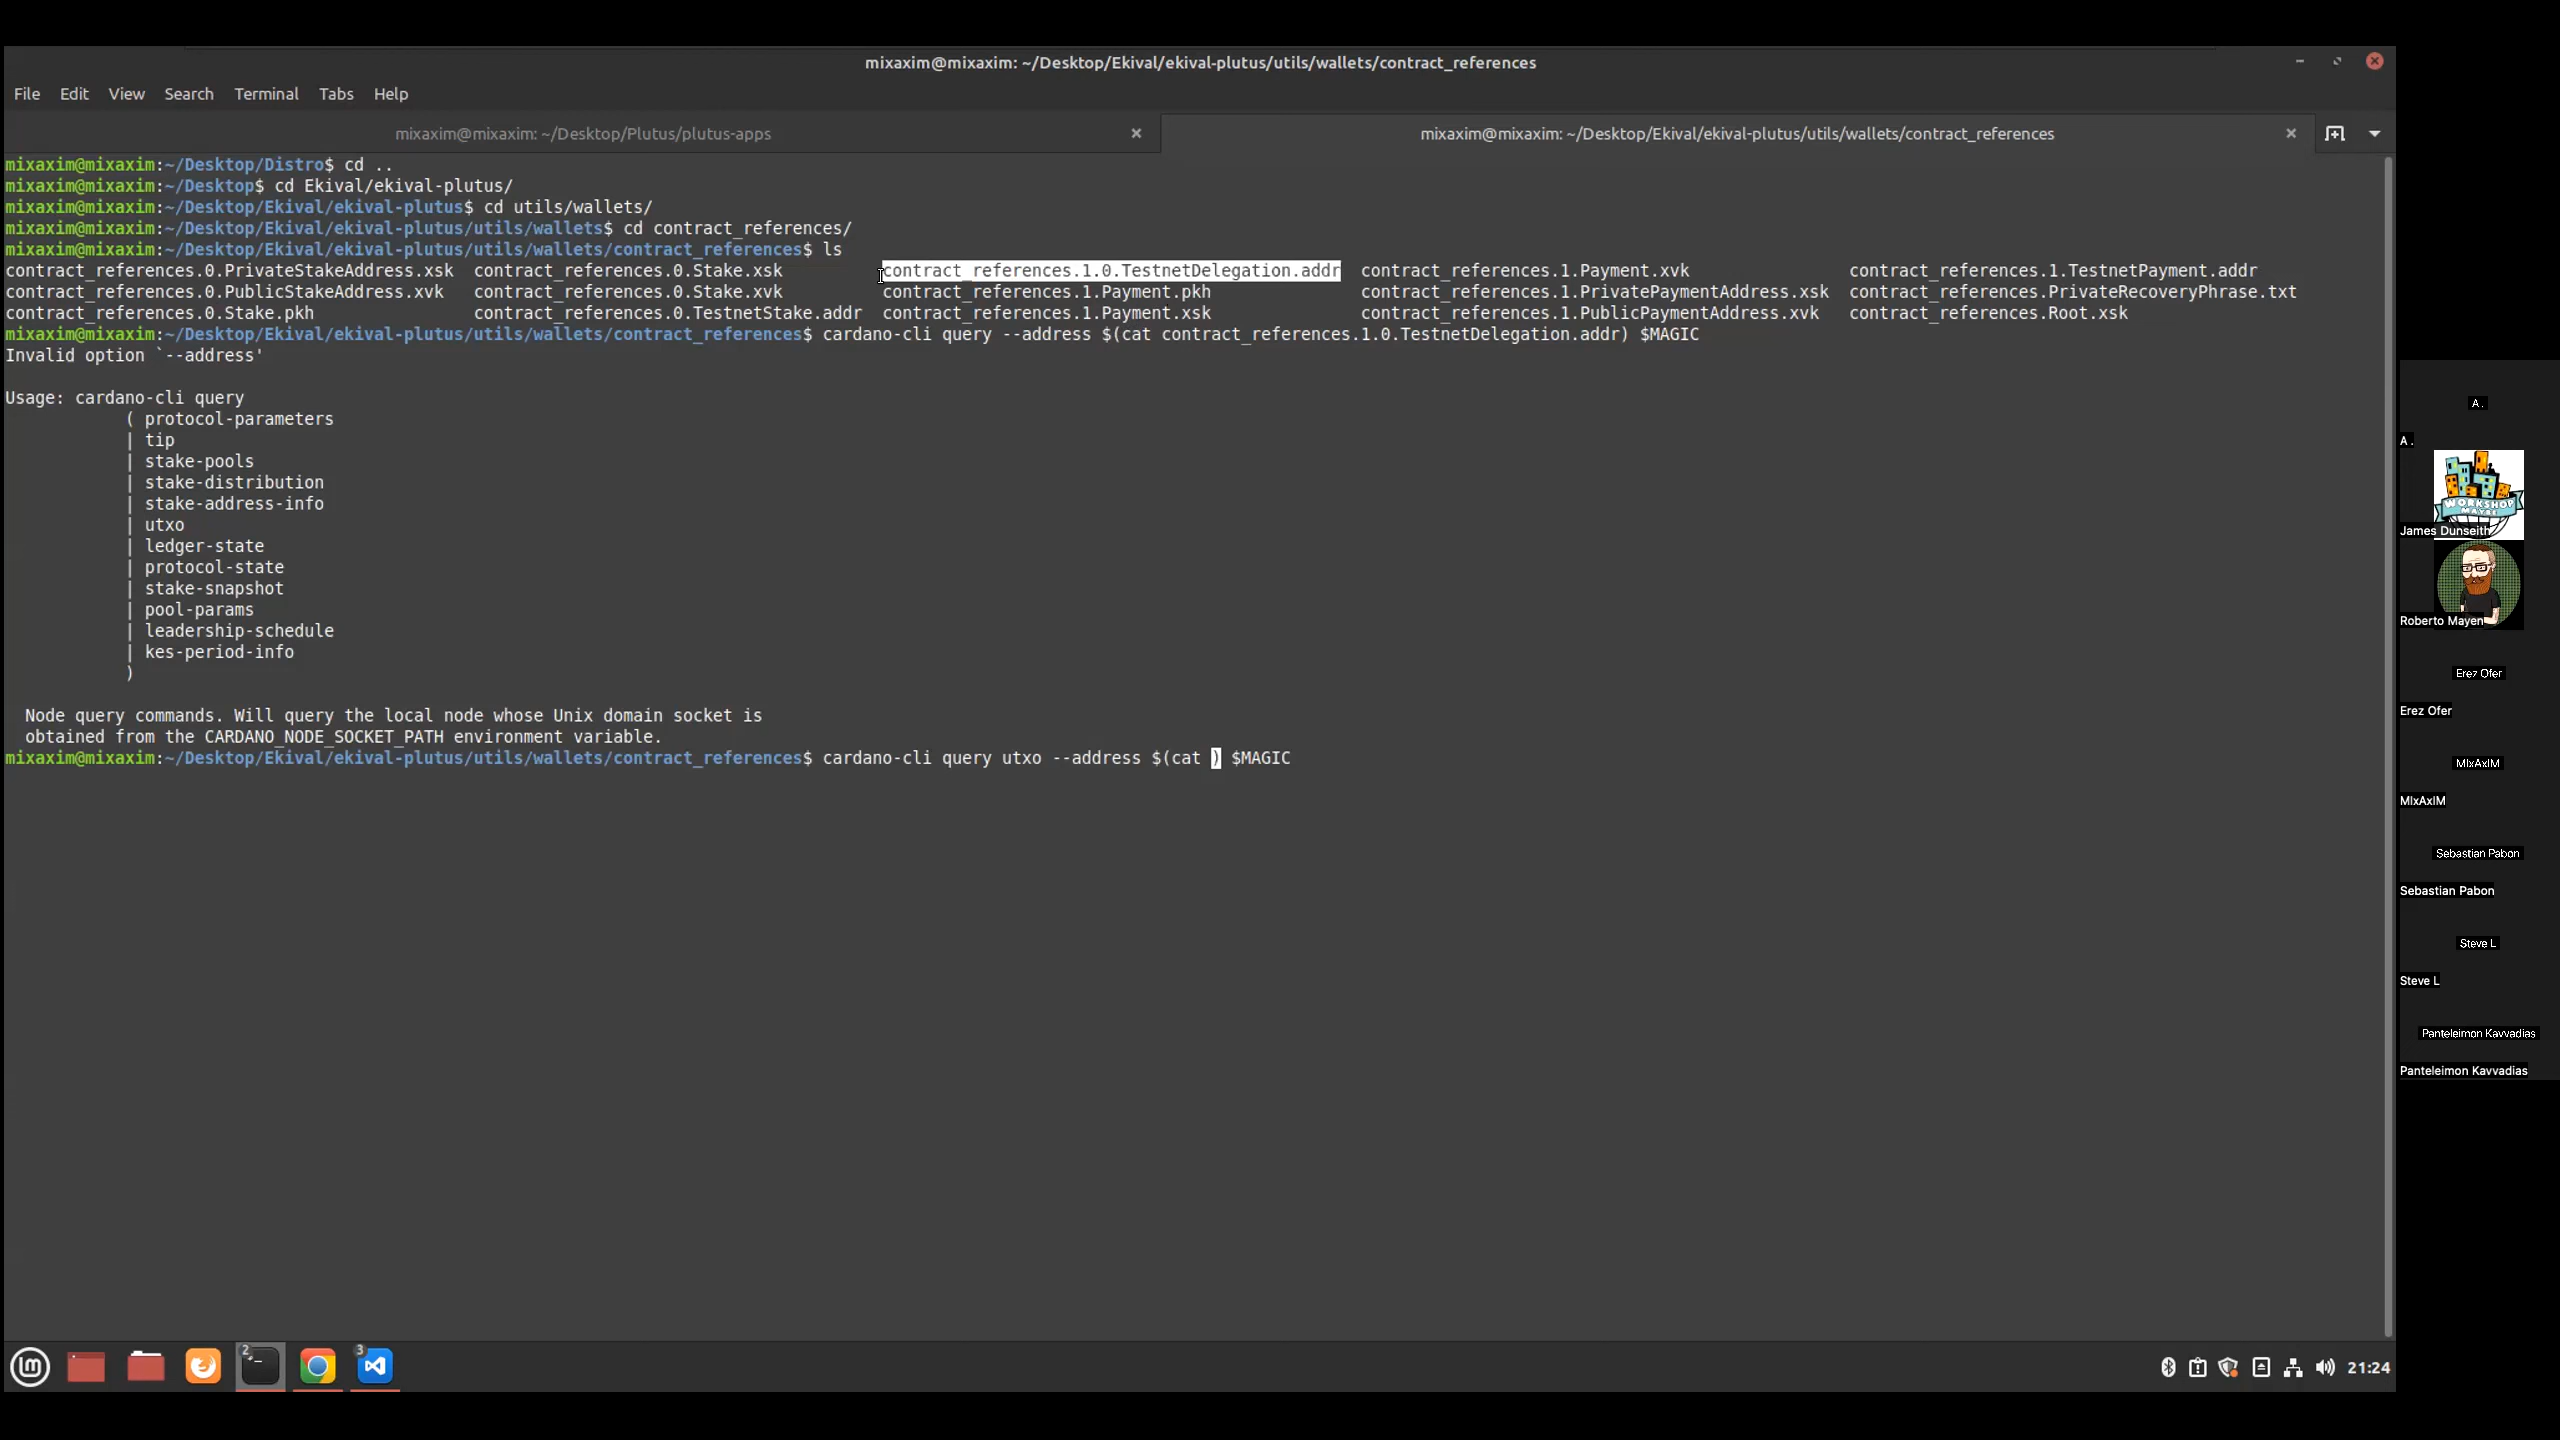 mixaxim@mixaxim: ~/Desktop/Ekival/ekival-plutus/utils/wallets/contract_references
File Edit View Search Terminal Tabs Help
mixaxim@mixaxim: ~/Desktop/Plutus/plutus-apps
mixaxim@mixaxim: ~/Desktop/Ekival/ekival-plutus/utils/wallets/contract_references
mixaxim@mixaxim:~/Desktop/Distro$ cd ..
mixaxim@mixaxim:~/Desktop$ cd Ekival/ekival-plutus/
mixaxim@mixaxim:~/Desktop/Ekival/ekival-plutus$ cd utils/wallets/
mixaxim@mixaxim:~/Desktop/Ekival/ekival-plutus/utils/wallets$ cd contract_references/
mixaxim@mixaxim:~/Desktop/Ekival/ekival-plutus/utils/wallets/contract_references$ ls
contract_references.0.PrivateStakeAddress.xsk contract_references.0.Stake.xsk contract_references.1.0.TestnetDelegation.addr contract_references.1.Payment.xvk contract_references.1.TestnetPayment.addr
contract_references.0.PublicStakeAddress.xvk contract_references.0.Stake.xvk contract_references.1.Payment.pkh contract_references.1.PrivatePaymentAddress.xsk contract_references.PrivateRecoveryPhrase.txt
contract_references.0.Stake.pkh contract_references.0.TestnetStake.addr contract_references.1.Payment.xsk contract_references.1.PublicPaymentAddress.xvk contract_references.Root.xsk
mixaxim@mixaxim:~/Desktop/Ekival/ekival-plutus/utils/wallets/contract_references$ cardano-cli query --address $(cat contract_references.1.0.TestnetDelegation.addr) $MAGIC
Invalid option `--address'
Usage: cardano-cli query
( protocol-parameters
| tip
| stake-pools
| stake-distribution
| stake-address-info
| utxo
| ledger-state
| protocol-state
| stake-snapshot
| pool-params
| leadership-schedule
| kes-period-info
)
Node query commands. Will query the local node whose Unix domain socket is
obtained from the CARDANO_NODE_SOCKET_PATH environment variable.
mixaxim@mixaxim:~/Desktop/Ekival/ekival-plutus/utils/wallets/contract_references$ cardano-cli query utxo --address $(cat ) $MAGIC
A .
A .
WORKSHOP
MAYBE
James Dunseith
Roberto Mayen
Erez Ofer
Erez Ofer
MIxAxIM
MIxAxIM
Sebastian Pabon
Sebastian Pabon
Steve L
Steve L
Panteleimon Kavvadias
Panteleimon Kavvadias
2
3
21:24